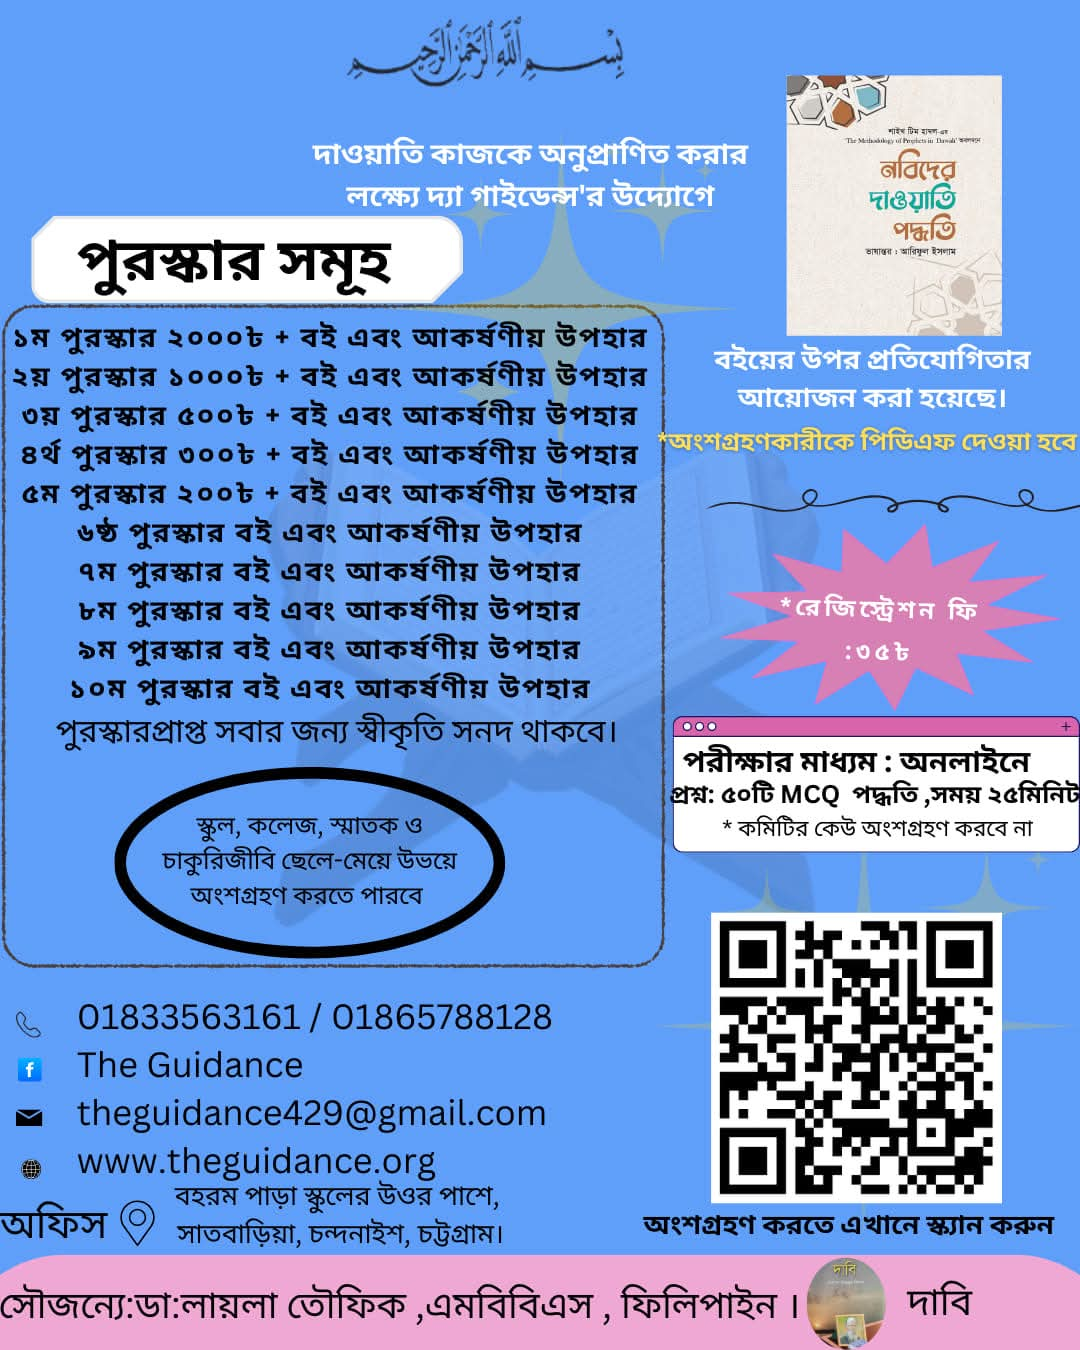 بِسْمِ اللَّهِ الرَّحْمَٰنِ الرَّحِيمِ
দাওয়াতি কাজকে অনুপ্রাণিত করার
লক্ষ্যে দ্যা গাইডেন্স'র উদ্যোগে
শাইখ টিম হাম্বল-এর
'The Methodology of Prophets in Dawah' অবলম্বনে
নবিদের
দাওয়াতি
পদ্ধতি
ভাষান্তর : আরিফুল ইসলাম
বইয়ের উপর প্রতিযোগিতার
আয়োজন করা হয়েছে।
*অংশগ্রহণকারীকে পিডিএফ দেওয়া হবে
পুরস্কার সমূহ
১ম পুরস্কার ২০০০৳ + বই এবং আকর্ষণীয় উপহার
২য় পুরস্কার ১০০০৳ + বই এবং আকর্ষণীয় উপহার
৩য় পুরস্কার ৫০০৳ + বই এবং আকর্ষণীয় উপহার
৪র্থ পুরস্কার ৩০০৳ + বই এবং আকর্ষণীয় উপহার
৫ম পুরস্কার ২০০৳ + বই এবং আকর্ষণীয় উপহার
৬ষ্ঠ পুরস্কার বই এবং আকর্ষণীয় উপহার
৭ম পুরস্কার বই এবং আকর্ষণীয় উপহার
৮ম পুরস্কার বই এবং আকর্ষণীয় উপহার
৯ম পুরস্কার বই এবং আকর্ষণীয় উপহার
১০ম পুরস্কার বই এবং আকর্ষণীয় উপহার
পুরস্কারপ্রাপ্ত সবার জন্য স্বীকৃতি সনদ থাকবে।
স্কুল, কলেজ, স্মাতক ও
চাকুরিজীবি ছেলে-মেয়ে উভয়ে
অংশগ্রহণ করতে পারবে
*রেজিস্ট্রেশন ফি
:৩৫৳
পরীক্ষার মাধ্যম : অনলাইনে
প্রশ্ন: ৫০টি MCQ পদ্ধতি ,সময় ২৫মিনিট
* কমিটির কেউ অংশগ্রহণ করবে না
01833563161 / 01865788128
The Guidance
theguidance429@gmail.com
www.theguidance.org
অফিস
বহরম পাড়া স্কুলের উওর পাশে,
সাতবাড়িয়া, চন্দনাইশ, চট্টগ্রাম।
অংশগ্রহণ করতে এখানে স্ক্যান করুন
সৌজন্যে:ডা:লায়লা তৌফিক ,এমবিবিএস , ফিলিপাইন ।
দাবি
দাবি